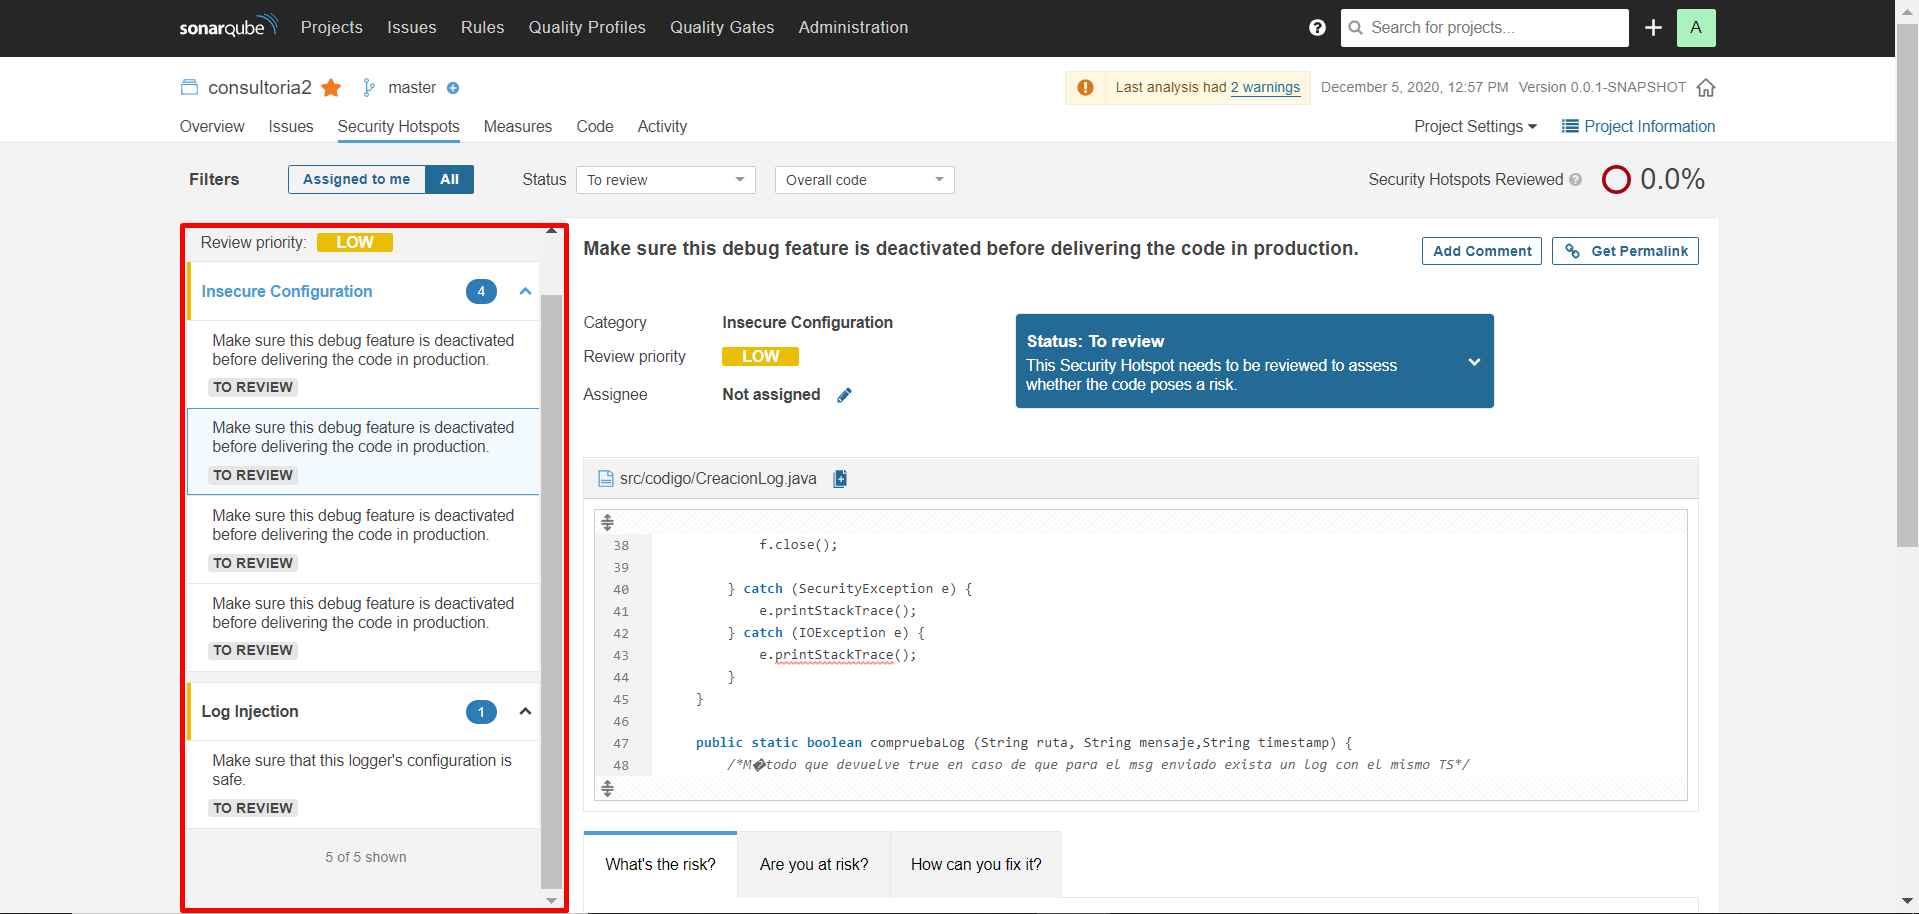 sonarqube Projects Issues Rules Quality Profiles Quality Gates Administration ? Search for projects... A
consultoria2 master Last analysis had 2 warnings December 5, 2020, 12:57 PM Version 0.0.1-SNAPSHOT
Overview Issues Security Hotspots Measures Code Activity Project Settings Project Information
Filters Assigned to me All Status To review Overall code Security Hotspots Reviewed ? 0.0%
Review priority: LOW
Insecure Configuration 4
Make sure this debug feature is deactivated
before delivering the code in production.
TO REVIEW
Make sure this debug feature is deactivated
before delivering the code in production.
TO REVIEW
Make sure this debug feature is deactivated
before delivering the code in production.
TO REVIEW
Make sure this debug feature is deactivated
before delivering the code in production.
TO REVIEW
Log Injection 1
Make sure that this logger's configuration is
safe.
TO REVIEW
5 of 5 shown
Make sure this debug feature is deactivated before delivering the code in production. Add Comment Get Permalink
Category Insecure Configuration
Review priority LOW
Assignee Not assigned
Status: To review
This Security Hotspot needs to be reviewed to assess
whether the code poses a risk.
src/codigo/CreacionLog.java
38 f.close();
39
40 } catch (SecurityException e) {
41 e.printStackTrace();
42 } catch (IOException e) {
43 e.printStackTrace();
44 }
45 }
46
47 public static boolean compruebaLog (String ruta, String mensaje,String timestamp) {
48 /*M�todo que devuelve true en caso de que para el msg enviado exista un log con el mismo TS*/
What's the risk? Are you at risk? How can you fix it?